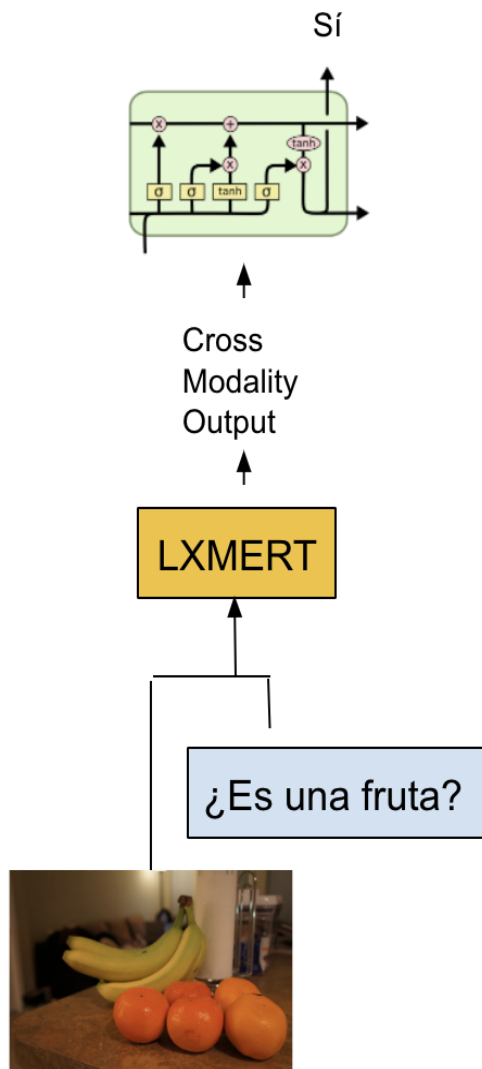 Sí
x
+
tanh
x
x
σ
σ
tanh
σ
Cross
Modality
Output
LXMERT
¿Es una fruta?